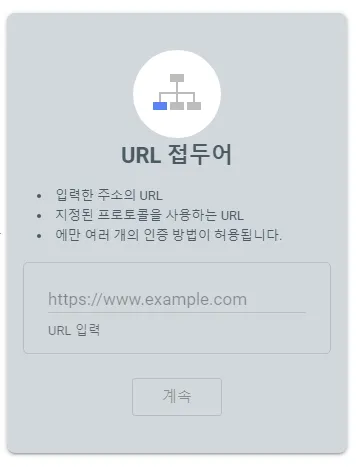 URL 접두어
• 입력한 주소의 URL
• 지정된 프로토콜을 사용하는 URL
• 에만 여러 개의 인증 방법이 허용됩니다.
https://www.example.com
URL 입력
계속